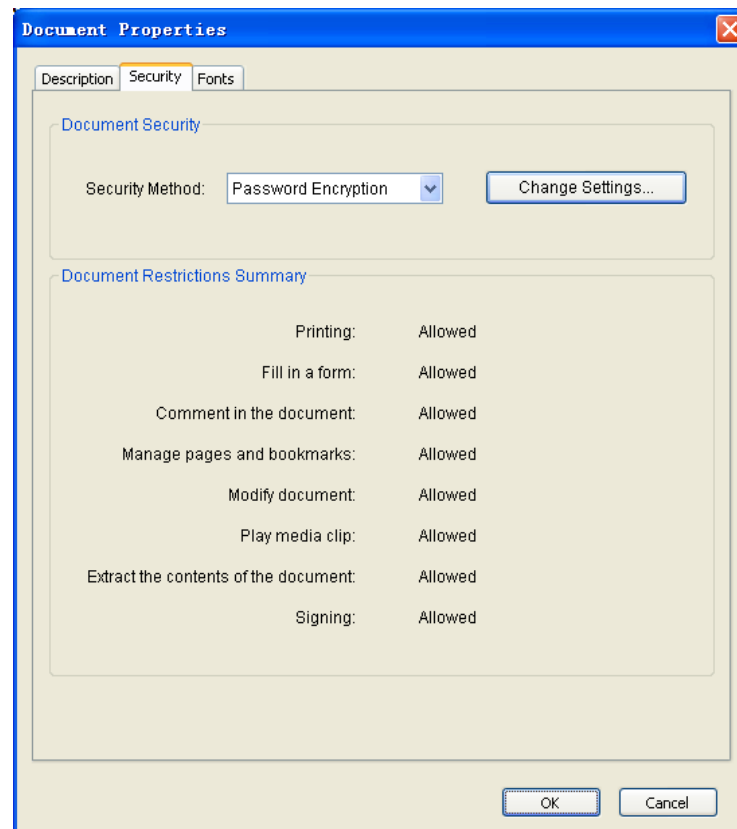 Document Properties
Description Security Fonts
Document Security
Security Method: Password Encryption Change Settings...
Document Restrictions Summary
Printing: Allowed
Fill in a form: Allowed
Comment in the document: Allowed
Manage pages and bookmarks: Allowed
Modify document: Allowed
Play media clip: Allowed
Extract the contents of the document: Allowed
Signing: Allowed
OK Cancel